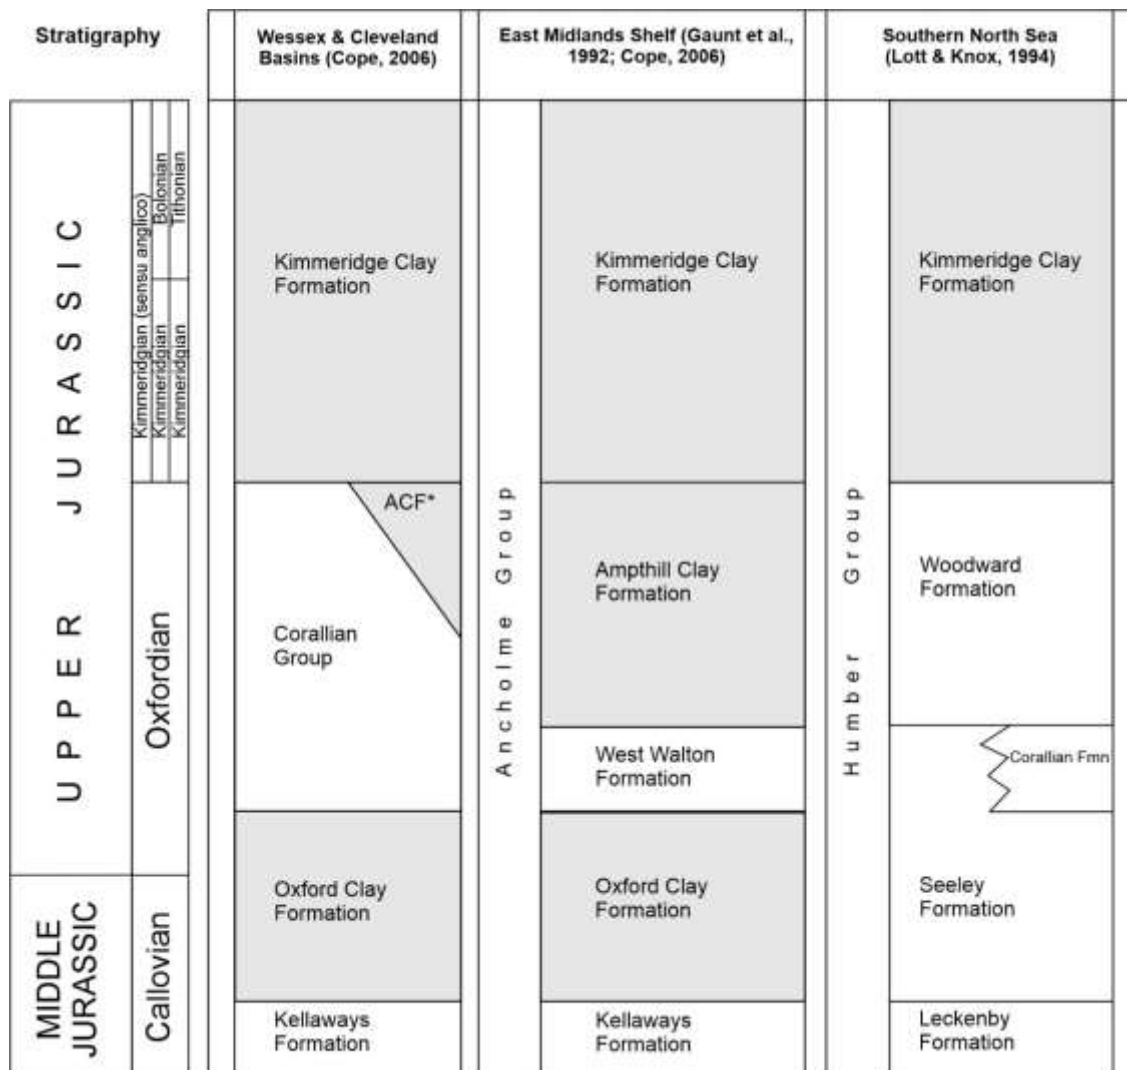 Stratigraphy
Wessex & Cleveland
Basins (Cope, 2006)
East Midlands Shelf (Gaunt et al.,
1992; Cope, 2006)
Southern North Sea
(Lott & Knox, 1994)
UPPER JURASSIC
MIDDLE
JURASSIC
Kimmeridgian (sensu anglico)
Kimmeridgian
Bolonian
Kimmeridgian
Tithonian
Oxfordian
Callovian
Kimmeridge Clay
Formation
ACF*
Corallian
Group
Oxford Clay
Formation
Kellaways
Formation
Ancholme Group
Kimmeridge Clay
Formation
Ampthill Clay
Formation
West Walton
Formation
Oxford Clay
Formation
Kellaways
Formation
Humber Group
Kimmeridge Clay
Formation
Woodward
Formation
Corallian Fmn
Seeley
Formation
Leckenby
Formation